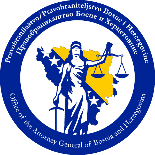 Pravobranilaštvo/Pravobraniteljstvo Bosne i Hercegovine
Правобранилаштво Босне и Херцеговине
Office of the Attorney General of Bosnia and Herzegovina